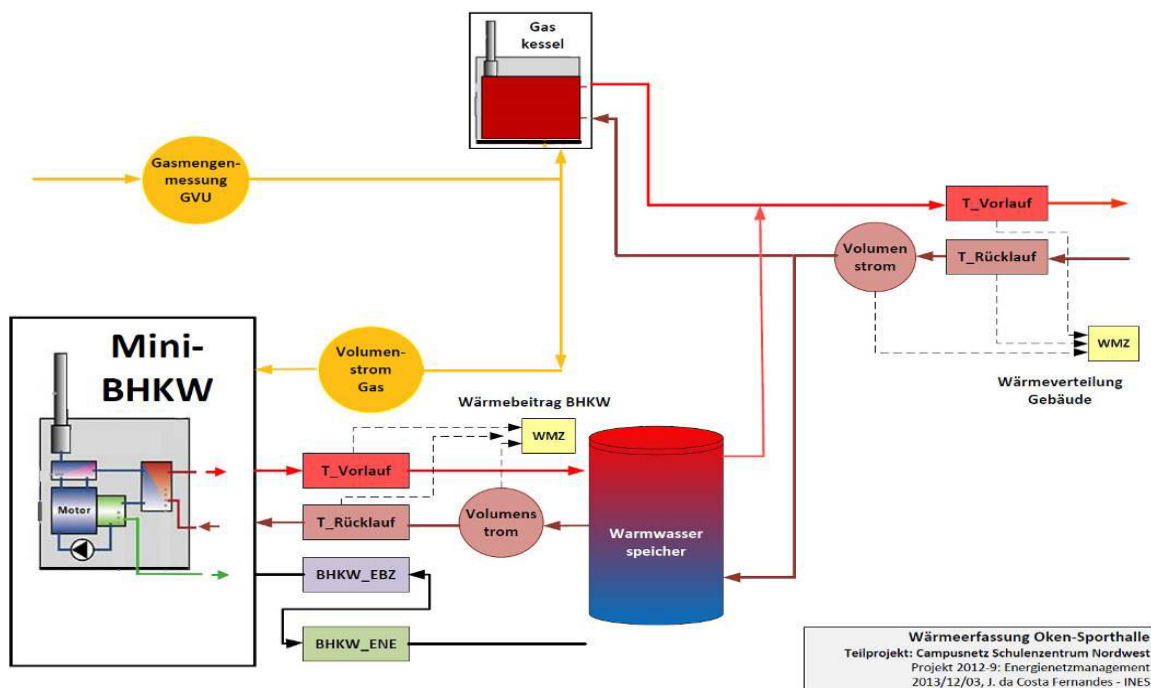 Gas
kessel
Gasmengen-
messung
GVU
T_Vorlauf
Volumen
strom
T_Rücklauf
WMZ
Wärmeverteilung
Gebäude
Mini-
BHKW
Volumen-
strom
Gas
Wärmebeitrag BHKW
WMZ
T_Vorlauf
Motor
T_Rücklauf
Volumens
trom
Warmwasser
speicher
BHKW_EBZ
BHKW_ENE
Wärmeerfassung Oken-Sporthalle
Teilprojekt: Campusnetz Schulenzentrum Nordwest
Projekt 2012-9: Energienetzmanagement
2013/12/03, J. da Costa Fernandes - INES